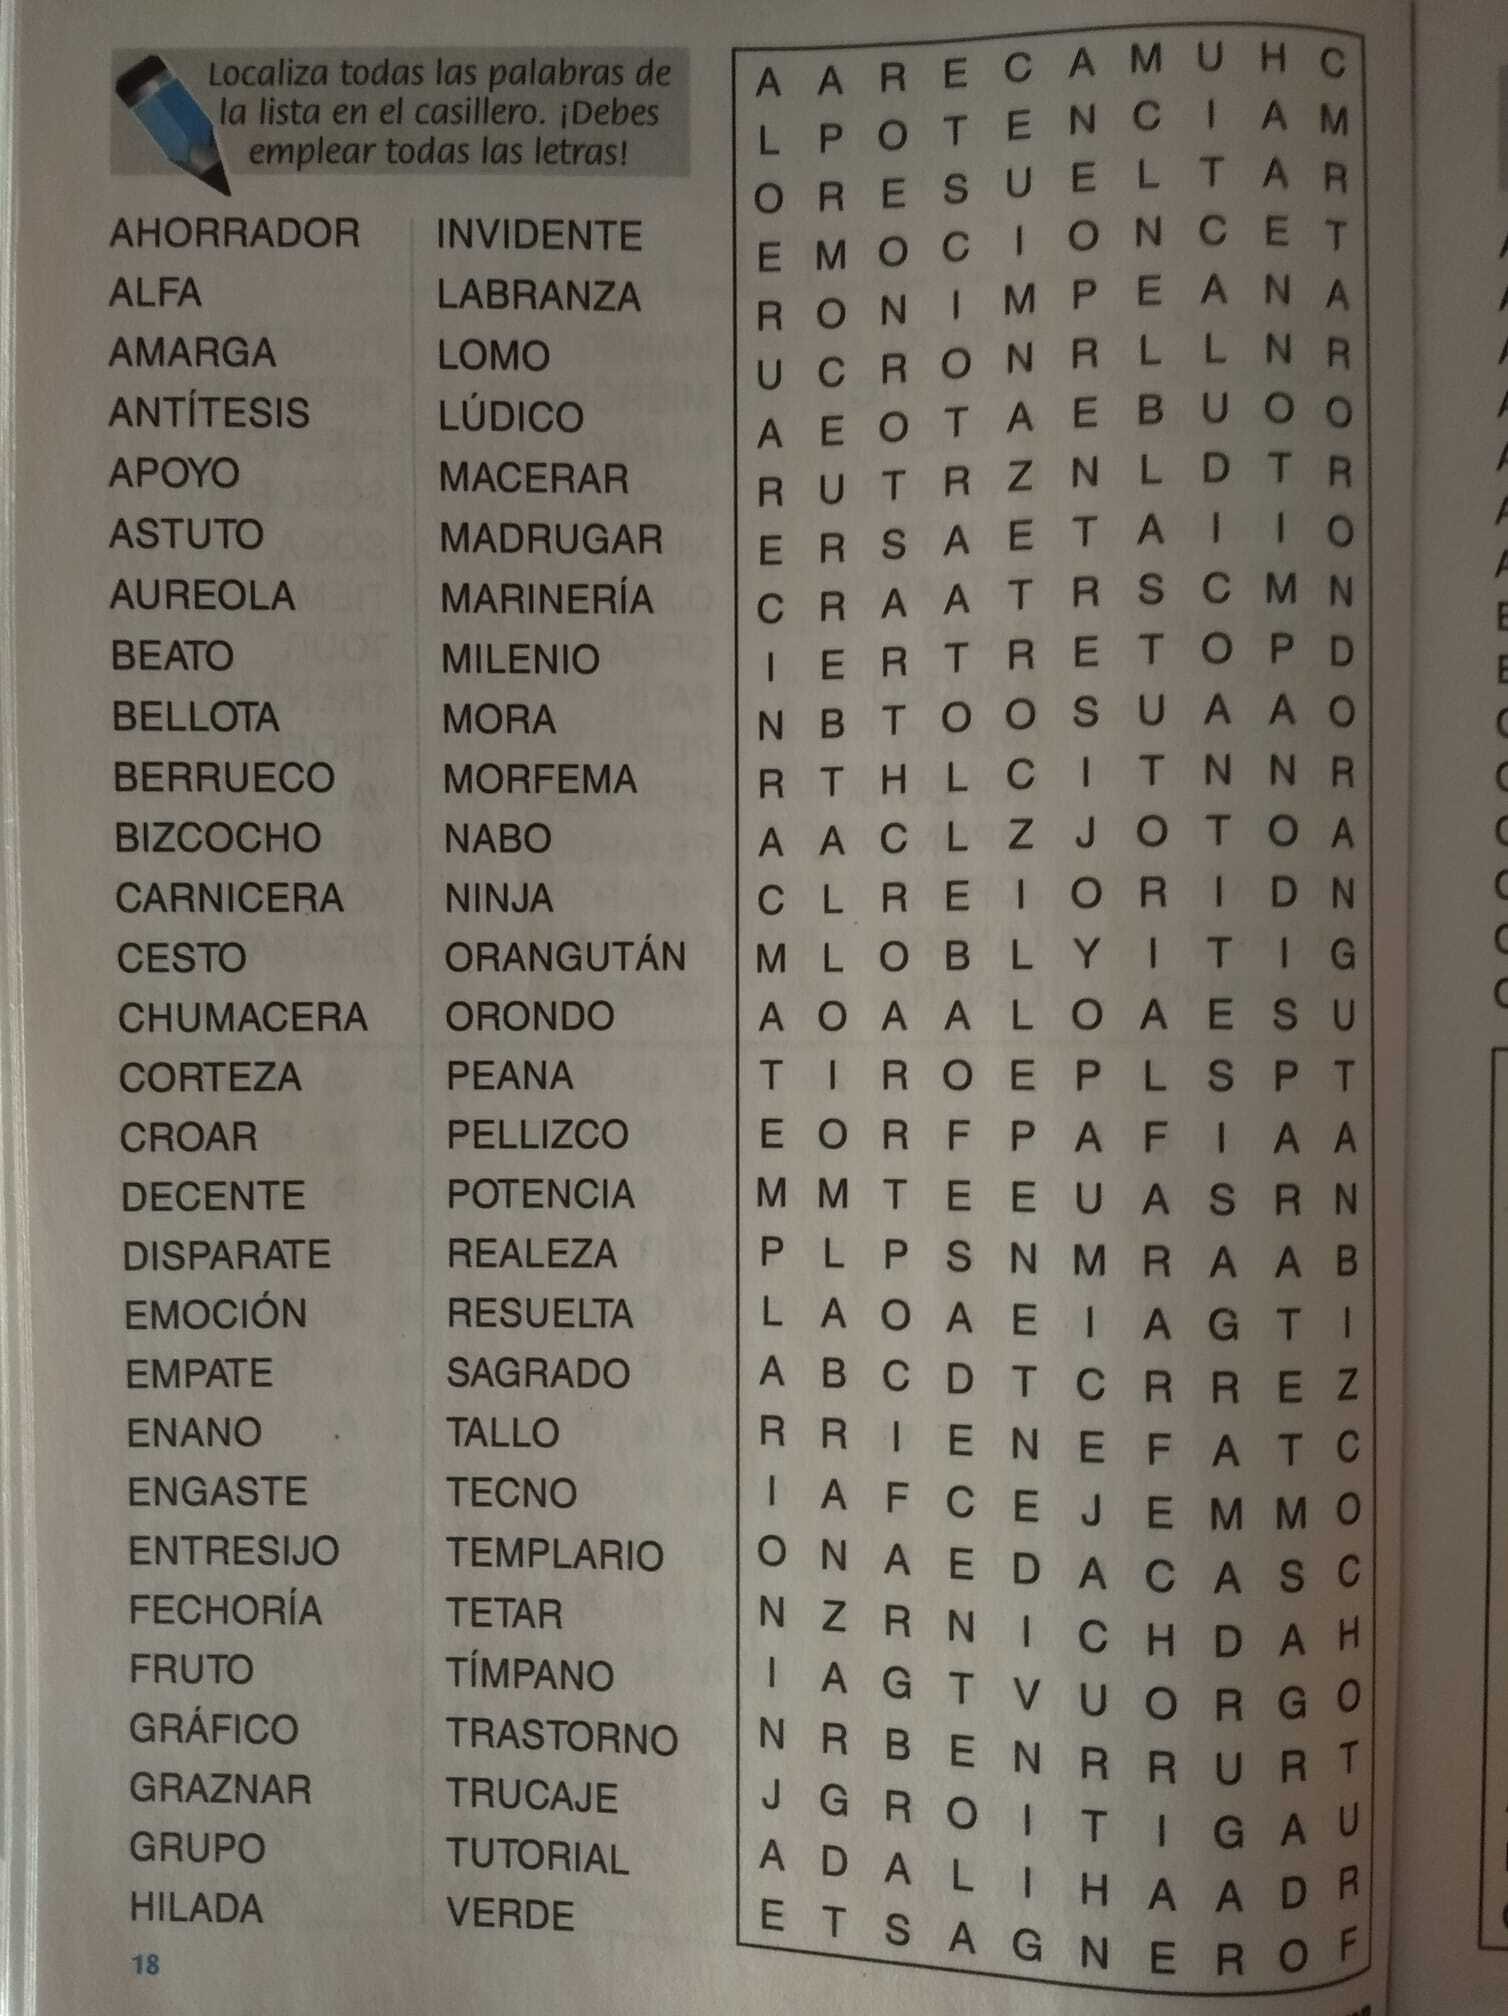 Localiza todas las palabras de
la lista en el casillero. ¡Debes
emplear todas las letras!
AHORRADOR
ALFA
AMARGA
ANTÍTESIS
APOYO
ASTUTO
AUREOLA
BEATO
BELLOTA
BERRUECO
BIZCOCHO
CARNICERA
CESTO
CHUMACERA
CORTEZA
CROAR
DECENTE
DISPARATE
EMOCIÓN
EMPATE
ENANO
ENGASTE
ENTRESIJO
FECHORÍA
FRUTO
GRÁFICO
GRAZNAR
GRUPO
HILADA
INVIDENTE
LABRANZA
LOMO
LÚDICO
MACERAR
MADRUGAR
MARINERÍA
MILENIO
MORA
MORFEMA
NABO
NINJA
ORANGUTÁN
ORONDO
PEANA
PELLIZCO
POTENCIA
REALEZA
RESUELTA
SAGRADO
TALLO
TECNO
TEMPLARIO
TETAR
TÍMPANO
TRASTORNO
TRUCAJE
TUTORIAL
VERDE
A A R E C A M U H C
L P O T E N C I A M
O R E S U E L T A R
E M O C I O N C E T
R O N I M P E A N A
U C R O N R L L N R
A E O T A E B U O O
R U T R Z N L D T R
E R S A E T A I I O
C R A A T R S C M N
I E R T R E T O P D
N B T O O S U A A O
R T H L C I T N N R
A A C L Z J O T O A
C L R E I O R I D N
M L O B L Y I T I G
A O A A L O A E S U
T I R O E P L S P T
E O R F P A F I A A
M M T E E U A S R N
P L P S N M R A A B
L A O A E I A G T I
A B C D T C R R E Z
R R I E N E F A T C
I A F C E J E M M O
O N A E D A C A S C
N Z R N I C H D A H
I A G T V U O R G O
N R B E N R R U R T
J G R O I T I G A U
A D A L I H A A D R
E T S A G N E R O F
18